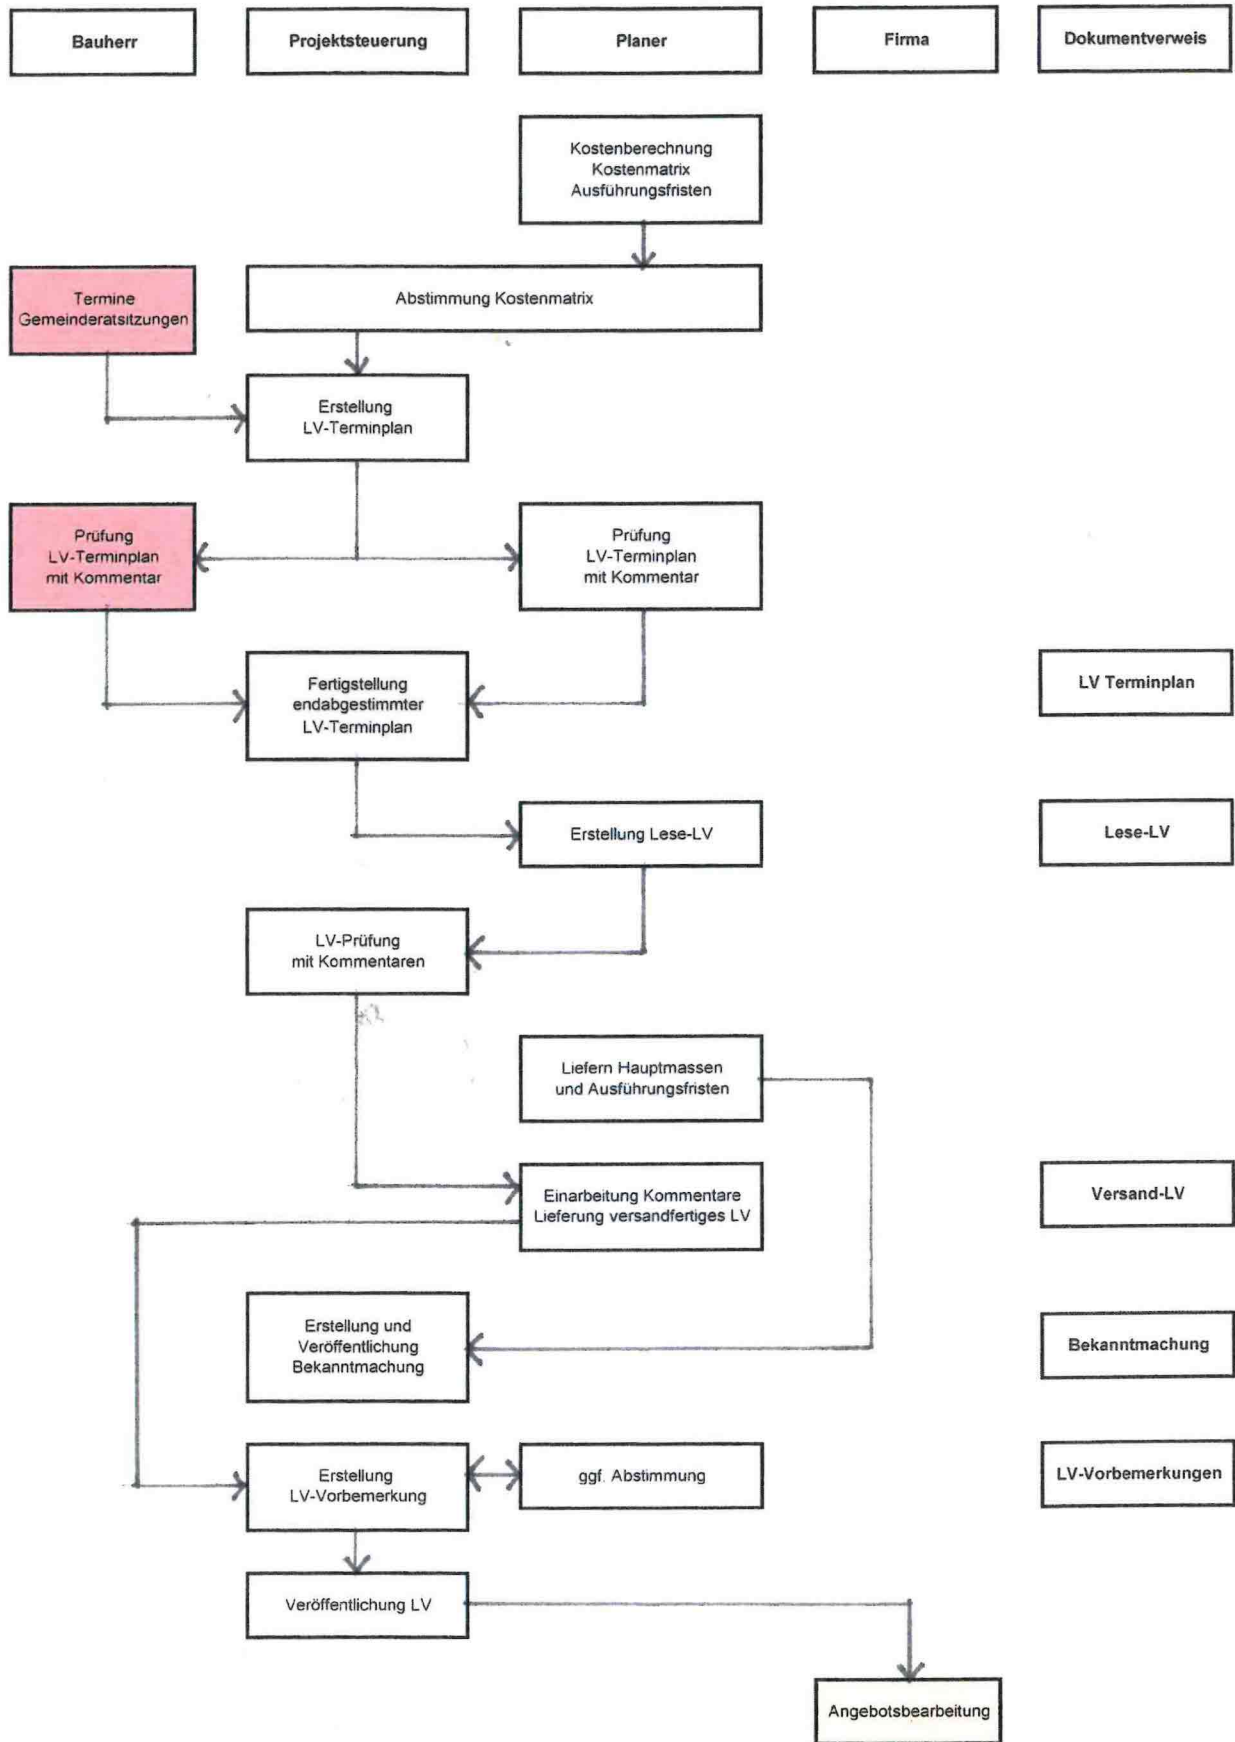 Bauherr
Projektsteuerung
Planer
Firma
Dokumentverweis
Kostenberechnung
Kostenmatrix
Ausführungsfristen
Termine
Gemeinderatsitzungen
Abstimmung Kostenmatrix
Erstellung
LV-Terminplan
Prüfung
LV-Terminplan
mit Kommentar
Prüfung
LV-Terminplan
mit Kommentar
Fertigstellung
endabgestimmter
LV-Terminplan
LV Terminplan
Erstellung Lese-LV
Lese-LV
LV-Prüfung
mit Kommentaren
Liefern Hauptmassen
und Ausführungsfristen
Einarbeitung Kommentare
Lieferung versandfertiges LV
Versand-LV
Erstellung und
Veröffentlichung
Bekanntmachung
Bekanntmachung
Erstellung
LV-Vorbemerkung
ggf. Abstimmung
LV-Vorbemerkungen
Veröffentlichung LV
Angebotsbearbeitung